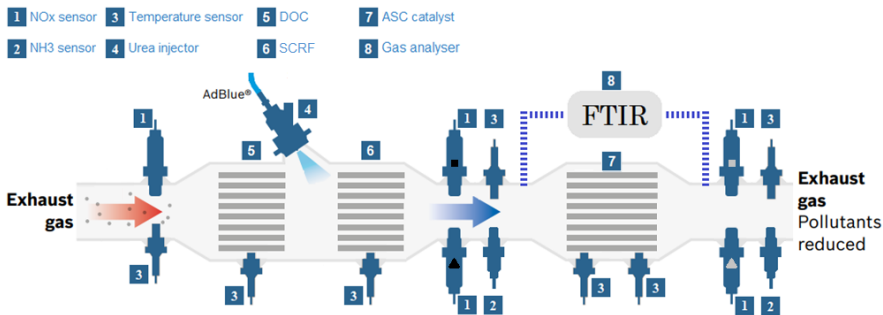 1 NOx sensor 3 Temperature sensor 5 DOC 7 ASC catalyst
2 NH3 sensor 4 Urea injector 6 SCRF 8 Gas analyser
8
AdBlue®
4
1
1 3
FTIR
1 3
5
6
7
Exhaust
gas
Exhaust
gas
Pollutants
reduced
3
3
3
1 2
3
3
1 2